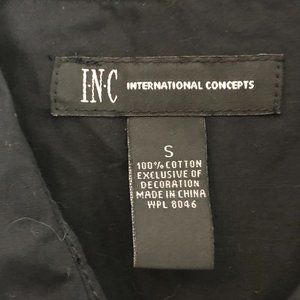 I·N·C INTERNATIONAL CONCEPTS
S
100% COTTON
EXCLUSIVE OF
DECORATION
MADE IN CHINA
WPL 8046